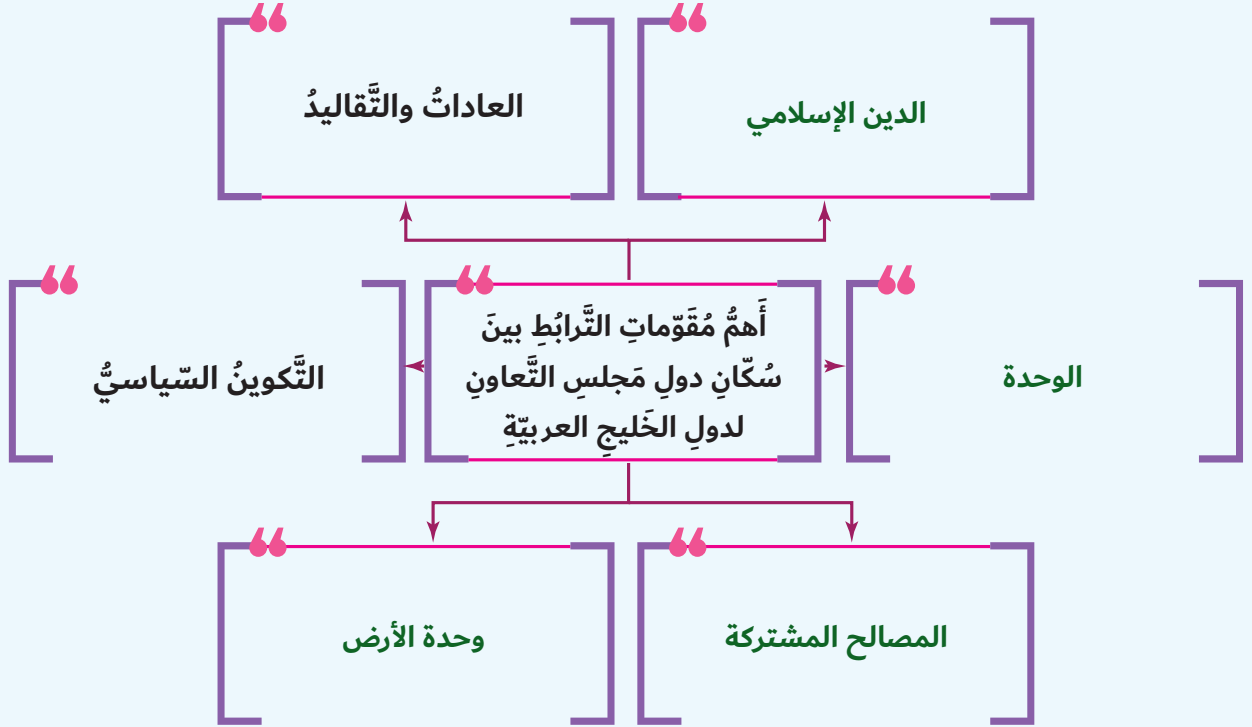 الدين الإسلامي
العاداتُ والتَّقاليدُ
الوحدة
أَهمُّ مُقَوّماتِ التَّرابُطِ بينَ
سُكّانِ دولِ مَجلسِ التَّعاونِ
لدولِ الخَليجِ العربيّةِ
التَّكوينُ السّياسيُّ
المصالح المشتركة
وحدة الأرض